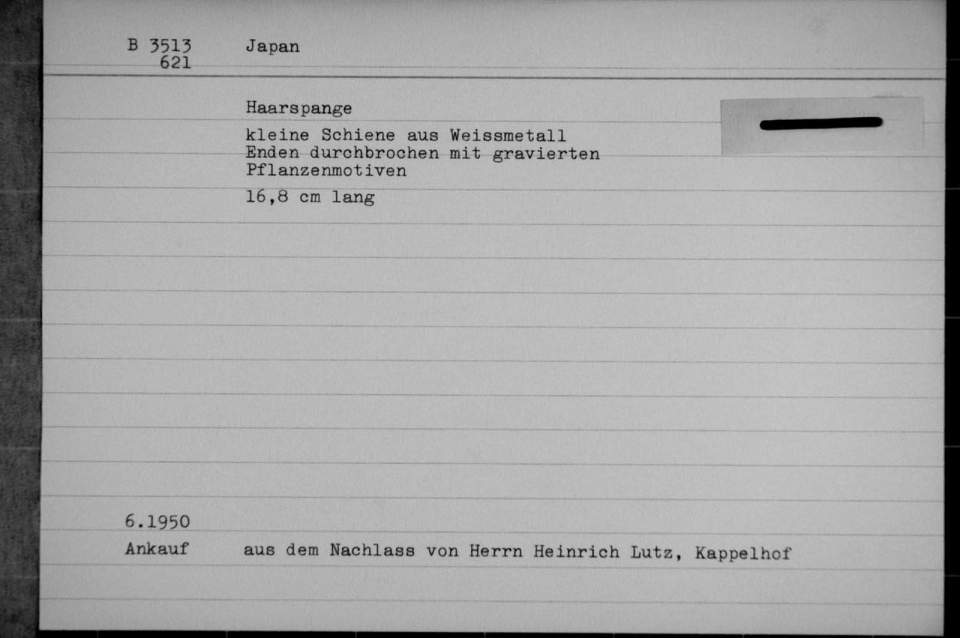 B 3513 Japan
621
Haarspange
kleine Schiene aus Weissmetall
Enden durchbrochen mit gravierten
Pflanzenmotiven
16,8 cm lang
6.1950
Ankauf aus dem Nachlass von Herrn Heinrich Lutz, Kappelhof